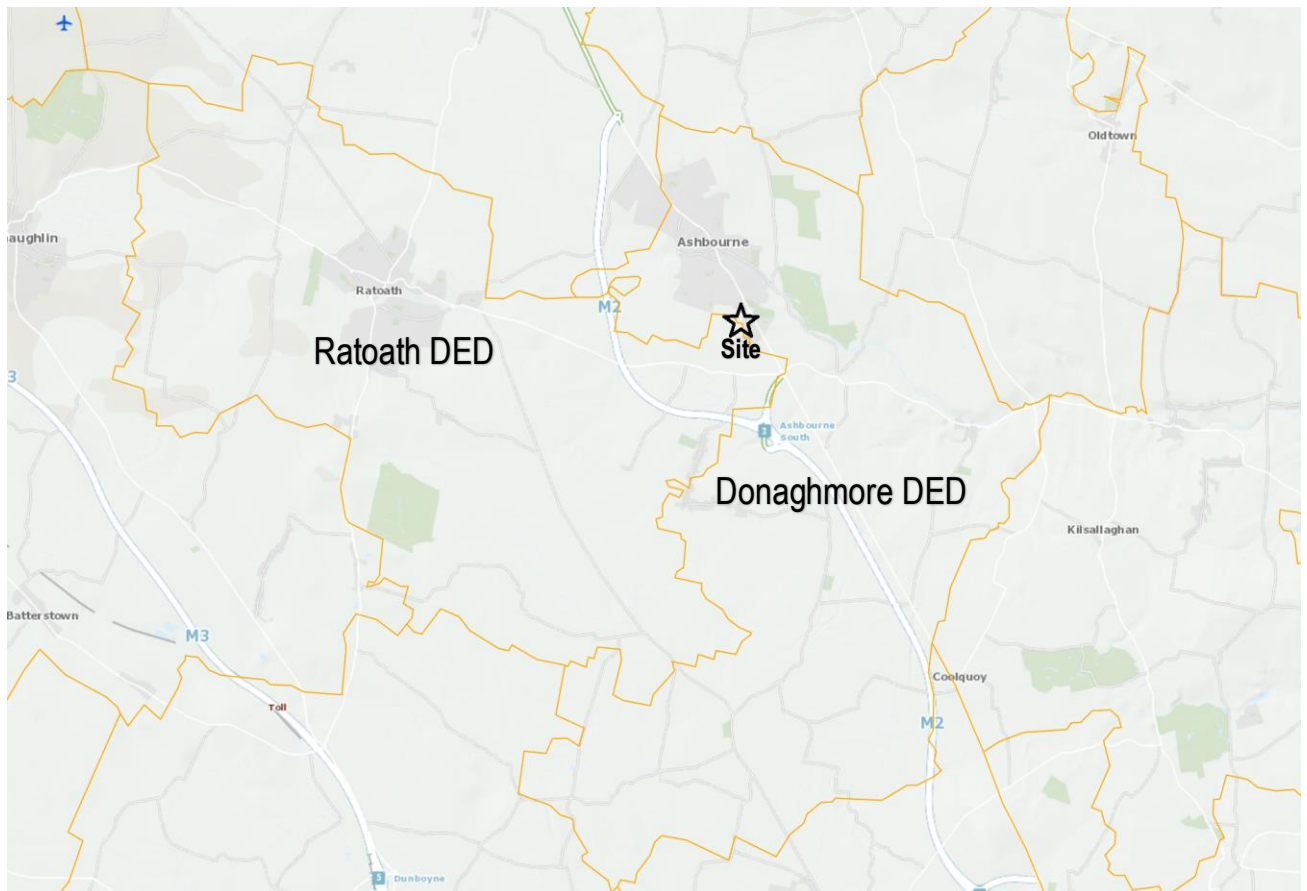 Oldtown
aughlin
Ashbourne
Ratoath
M2
Ratoath DED
Site
3
3
Ashbourne
South
Donaghmore DED
Kilsallaghan
Batterstown
M3
Coolquoy
Toll
M2
5
Dunboyne